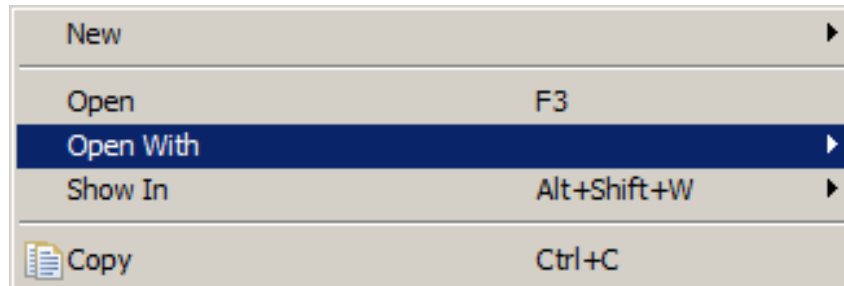 New
Open F3
Open With
Show In Alt+Shift+W
Copy Ctrl+C